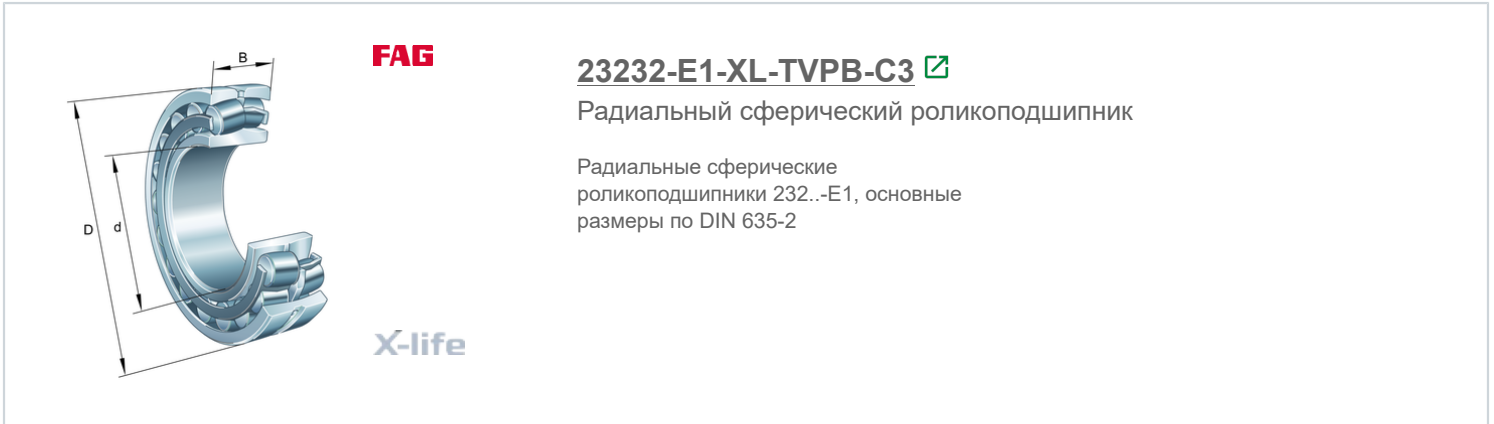 B
FAG
23232-E1-XL-TVPB-C3
Радиальный сферический роликоподшипник
Радиальные сферические
роликоподшипники 232..-E1, основные
размеры по DIN 635-2
D
d
X-life